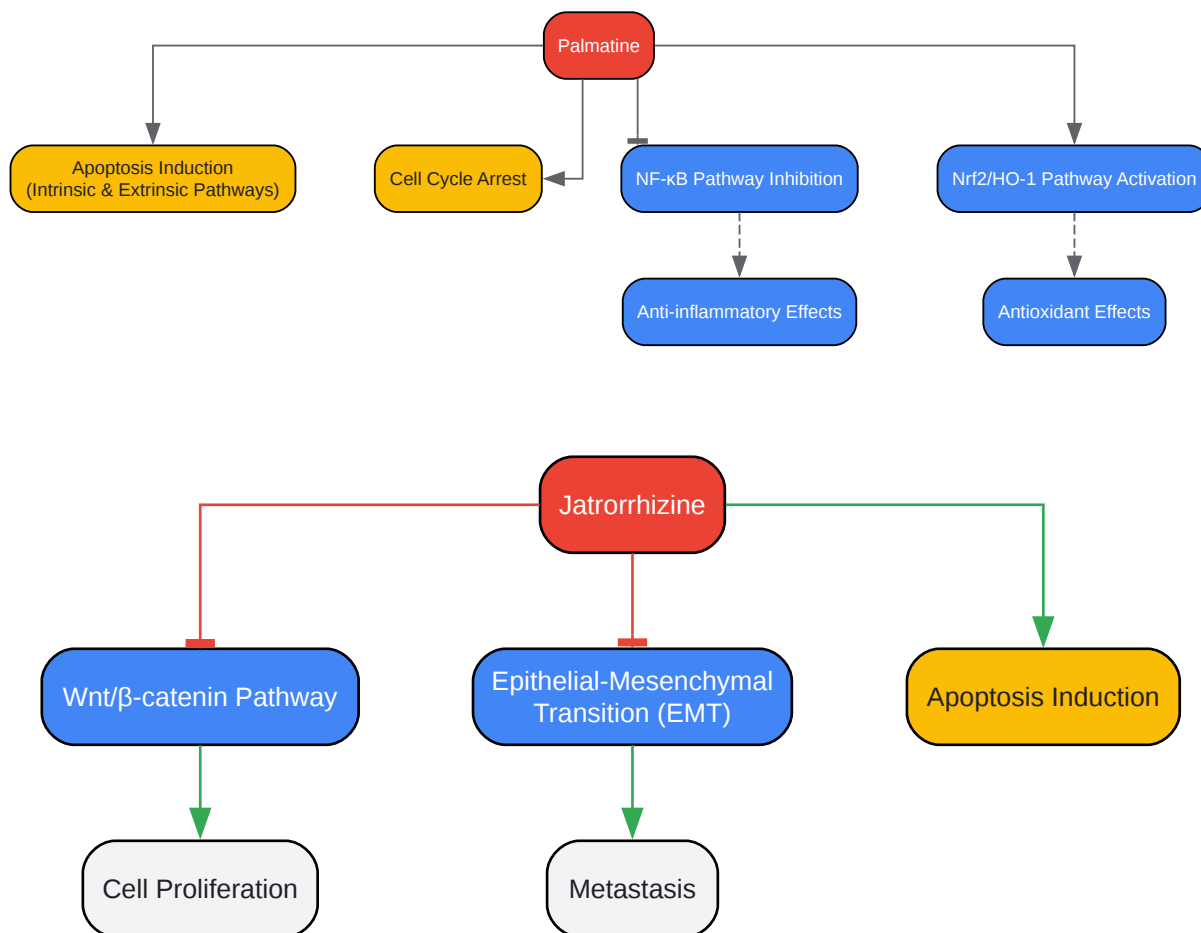 Palmatine
Apoptosis Induction
(Intrinsic & Extrinsic Pathways)
Cell Cycle Arrest
NF-κB Pathway Inhibition
Nrf2/HO-1 Pathway Activation
Anti-inflammatory Effects
Antioxidant Effects
Jatrorrhizine
Wnt/β-catenin Pathway
Epithelial-Mesenchymal
Transition (EMT)
Apoptosis Induction
Cell Proliferation
Metastasis